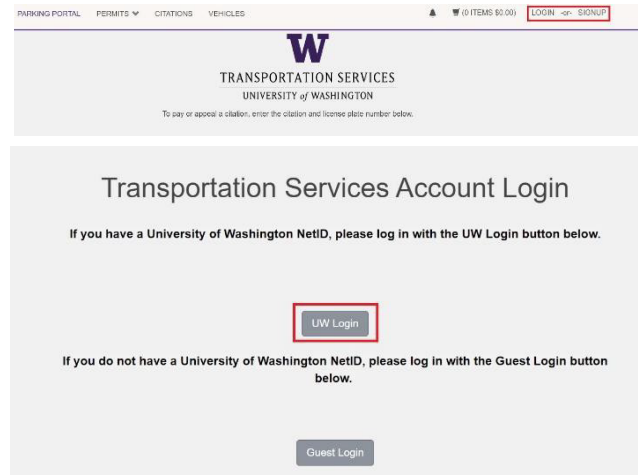 PARKING PORTAL PERMITS CITATIONS VEHICLES (0 ITEMS $0.00) LOGIN -or- SIGNUP
W
TRANSPORTATION SERVICES
UNIVERSITY of WASHINGTON
To pay or appeal a citation, enter the citation and license plate number below.
Transportation Services Account Login
If you have a University of Washington NetID, please log in with the UW Login button below.
UW Login
If you do not have a University of Washington NetID, please log in with the Guest Login button
below.
Guest Login